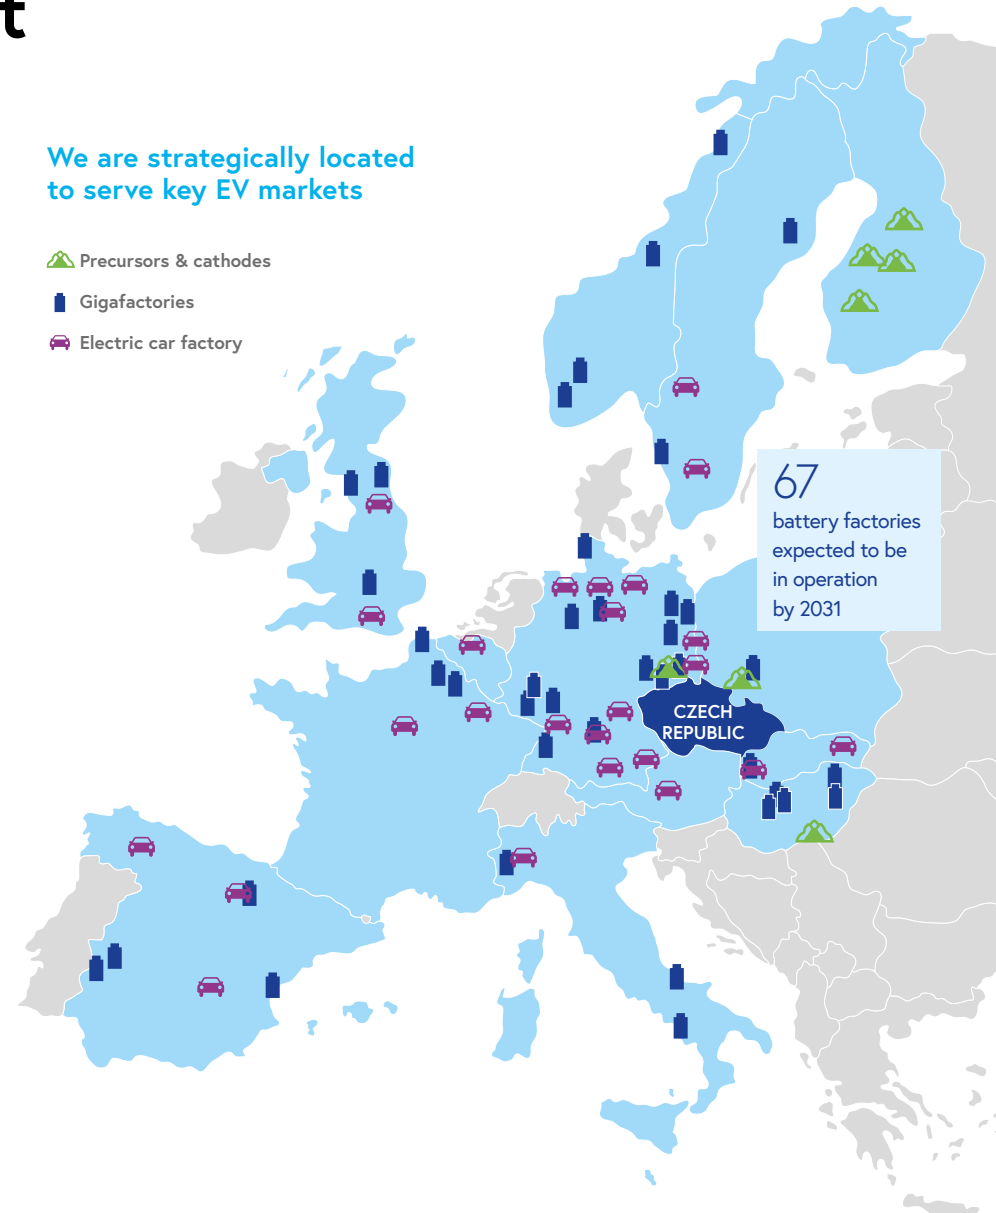 t
We are strategically located
to serve key EV markets
Precursors & cathodes
Gigafactories
Electric car factory
67
battery factories
expected to be
in operation
by 2031
CZECH
REPUBLIC